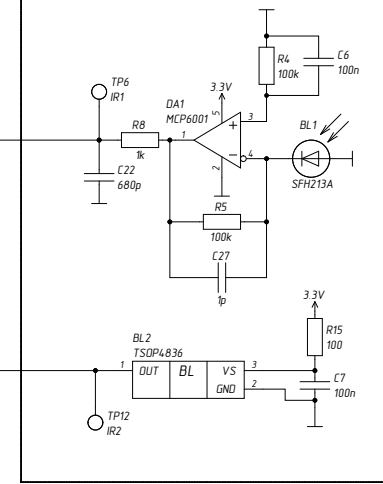 R4
100k
C6
100n
TP6
IR1
3.3V
DA1
MCP6001
R8
1k
1
5
3
+
−
4
2
BL1
SFH213A
C22
680p
R5
100k
C27
1p
3.3V
R15
100
BL2
TSOP4836
1
OUT
BL
VS
GND
3
2
C7
100n
TP12
IR2